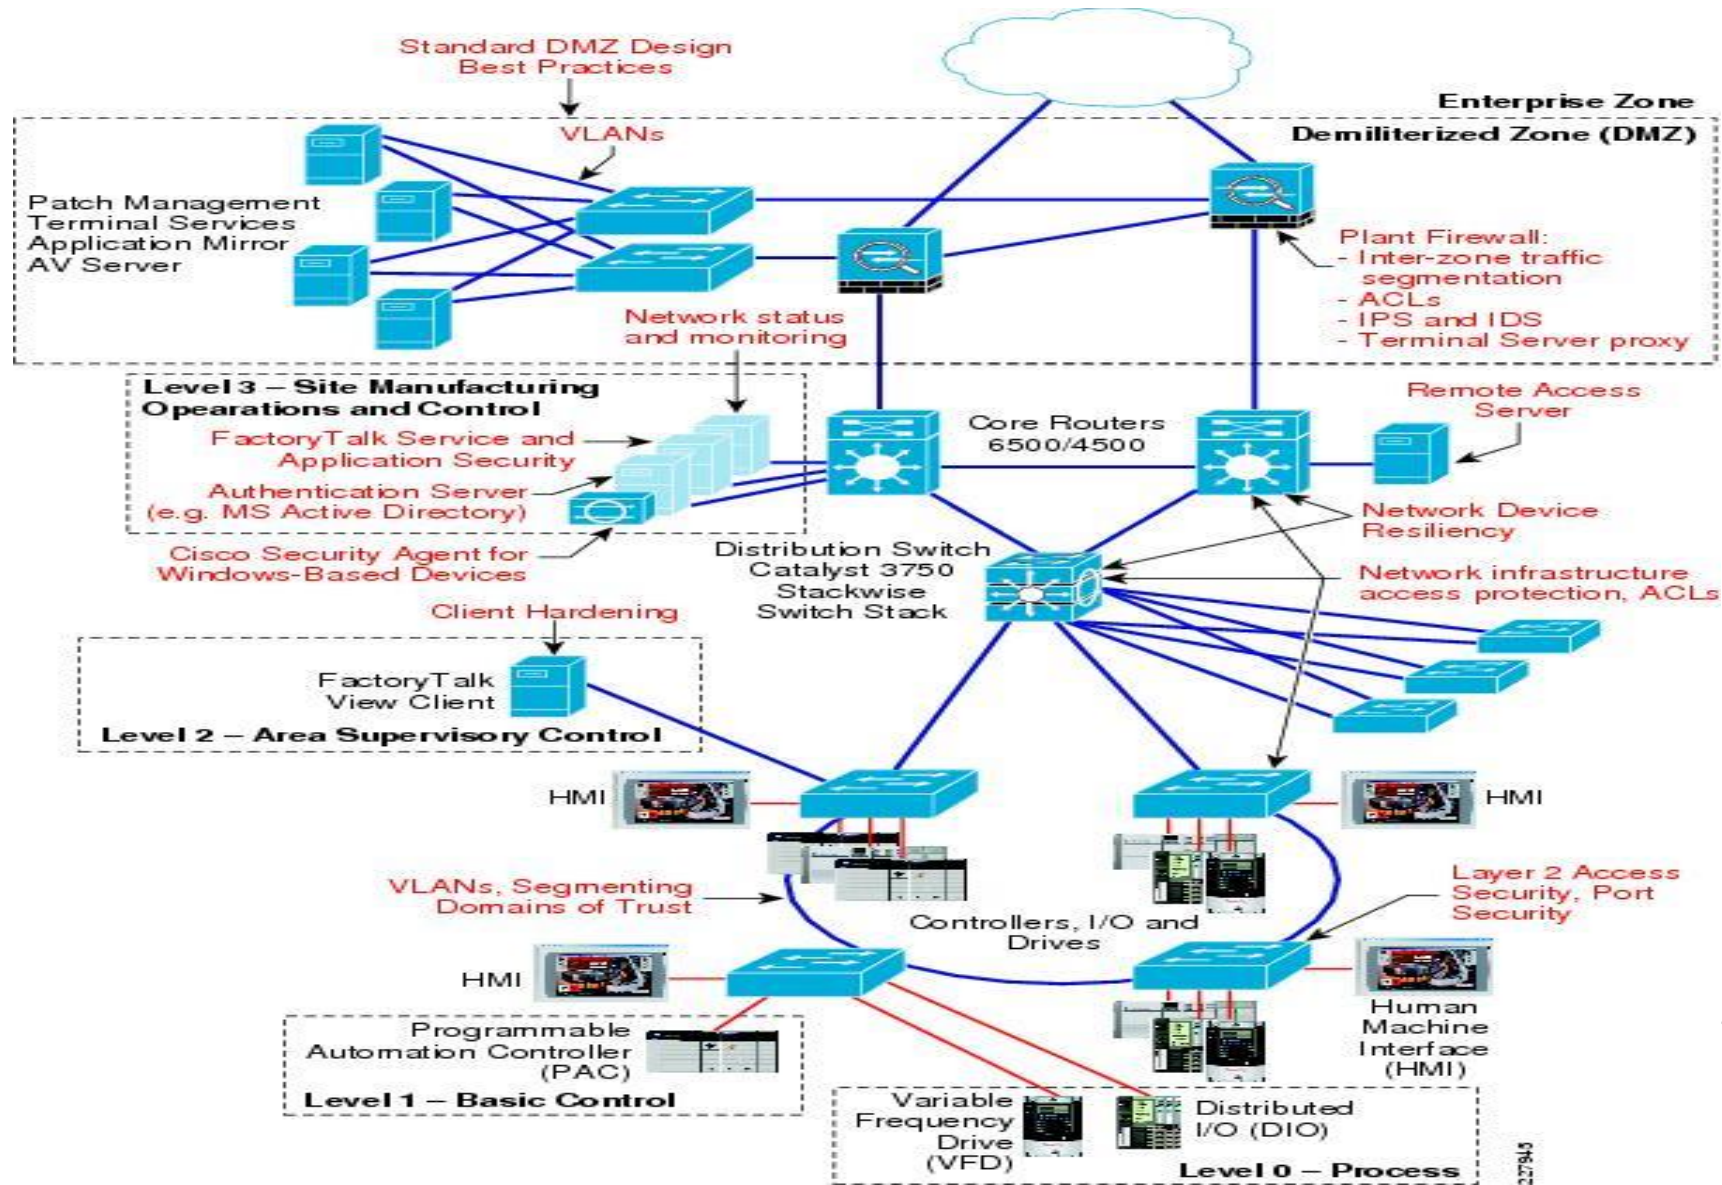 Standard DMZ Design
Best Practices
Enterprise Zone
Demiliterized Zone (DMZ)
VLANs
Patch Management
Terminal Services
Application Mirror
AV Server
Plant Firewall:
- Inter-zone traffic
segmentation
- ACLs
- IPS and IDS
- Terminal Server proxy
Network status
and monitoring
Level 3 – Site Manufacturing
Opearations and Control
FactoryTalk Service and
Application Security
Authentication Server
(e.g. MS Active Directory)
Cisco Security Agent for
Windows-Based Devices
Core Routers
6500/4500
Remote Access
Server
Network Device
Resiliency
Distribution Switch
Catalyst 3750
Stackwise
Switch Stack
Network infrastructure
access protection, ACLs
Client Hardening
FactoryTalk
View Client
Level 2 – Area Supervisory Control
HMI
HMI
VLANs, Segmenting
Domains of Trust
Controllers, I/O and
Drives
Layer 2 Access
Security, Port
Security
HMI
Human
Machine
Interface
(HMI)
Programmable
Automation Controller
(PAC)
Level 1 – Basic Control
Variable
Frequency
Drive
(VFD)
Distributed
I/O (DIO)
Level 0 – Process
227945